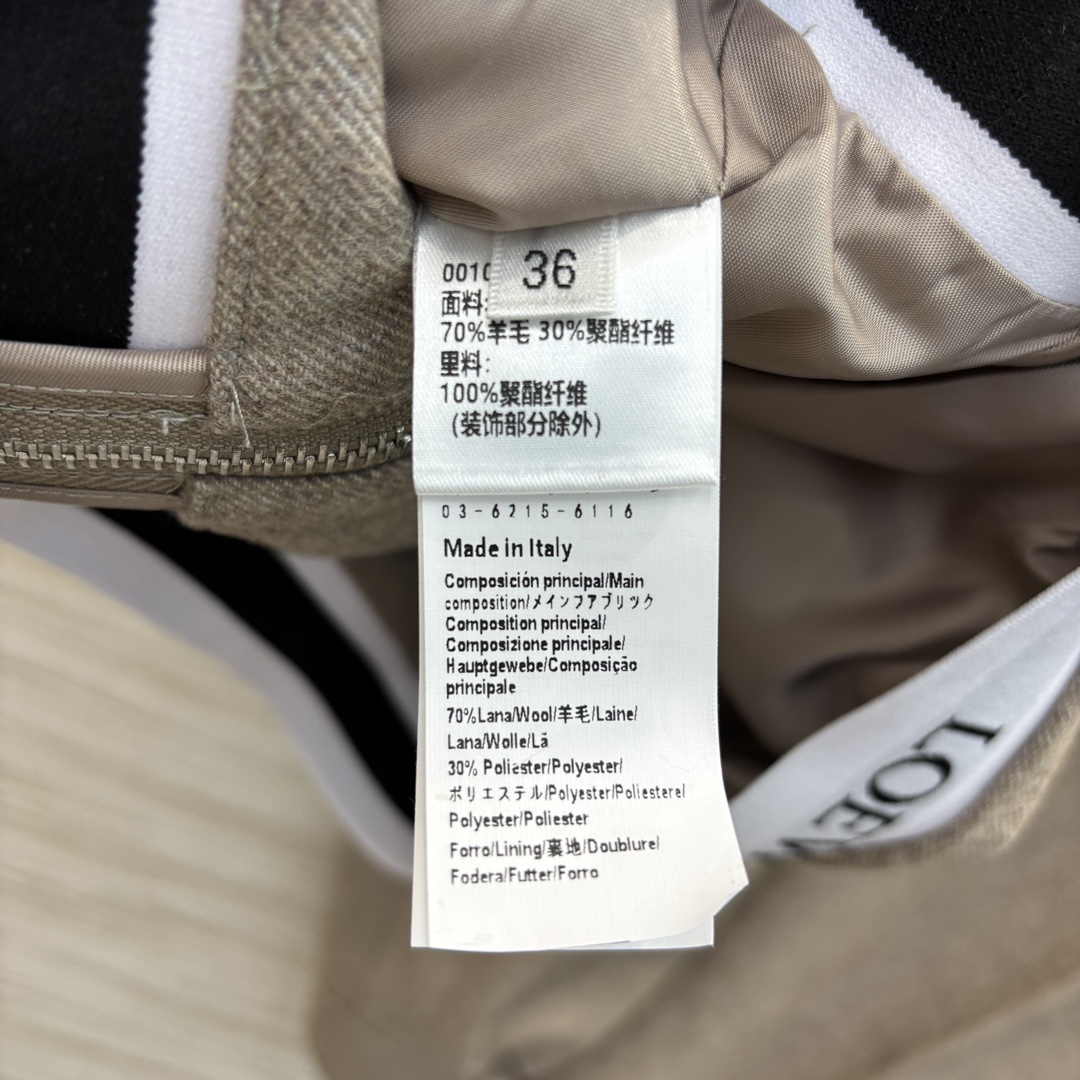 36
0010
面料:
70%羊毛 30%聚酯纤维
里料:
100%聚酯纤维
(装饰部分除外)
03-6215-6116
Made in Italy
Composición principal/Main
composition/メインファブリック
Composition principal/
Composizione principale/
Hauptgewebe/Composição
principale
70%Lana/Wool/羊毛/Laine/
Lana/Wolle/Lã
30% Poliéster/Polyester/
ポリエステル/Polyester/Poliestere/
Polyester/Poliester
Forro/Lining/裏地/Doublure/
Fodera/Futter/Forro
LOEW